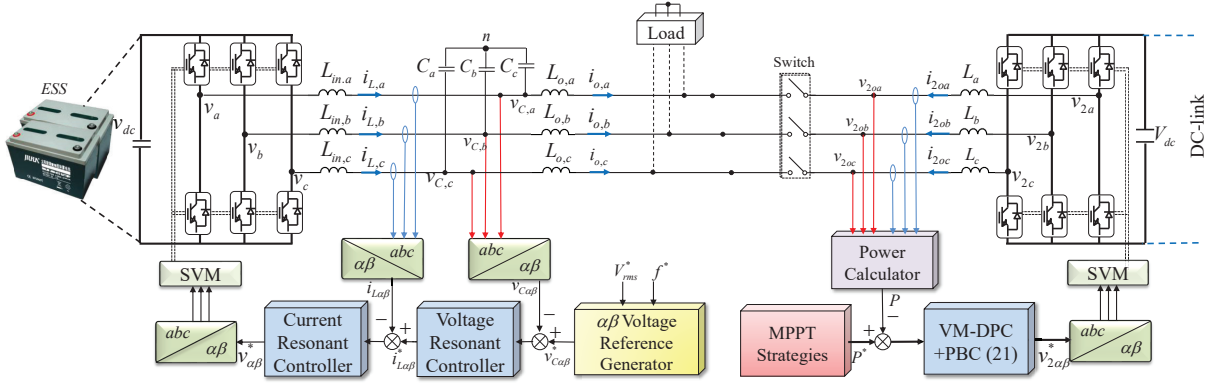 ESS
v_dc
SVM
abc
αβ
v*_αβ
v_a
v_b
v_c
L_in,a
L_in,b
L_in,c
i_L,a
i_L,b
i_L,c
n
C_a
C_b
C_c
v_C,a
v_C,b
v_C,c
L_o,a
L_o,b
L_o,c
i_o,a
i_o,b
i_o,c
Load
Switch
v_2oa
v_2ob
v_2oc
i_2oa
i_2ob
i_2oc
L_a
L_b
L_c
v_2a
v_2b
v_2c
V_dc
DC-link
abc
αβ
i_Lαβ
abc
αβ
v_Cαβ
V*_rms
f*
Current
Resonant
Controller
−
+
i*_Lαβ
Voltage
Resonant
Controller
−
+
v*_Cαβ
αβ Voltage
Reference
Generator
Power
Calculator
P
MPPT
Strategies
+
−
P*
VM-DPC
+PBC (21)
v*_2αβ
abc
αβ
SVM